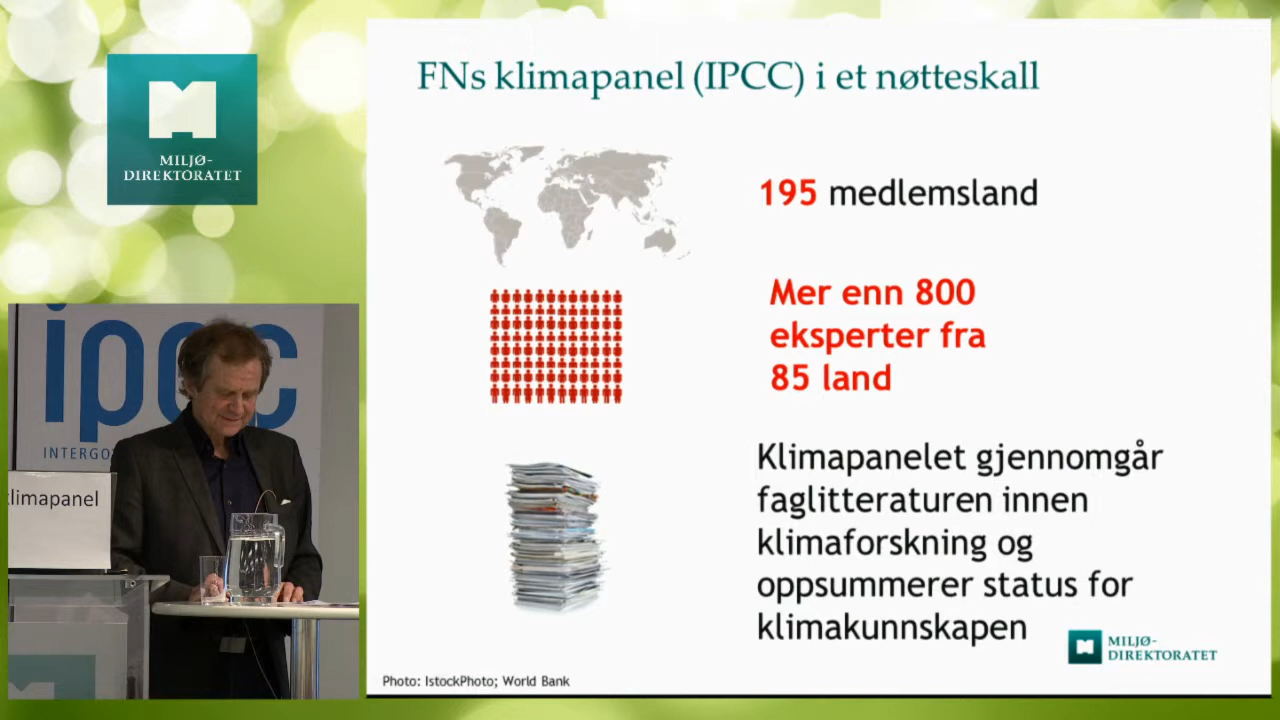 MILJØ-
DIREKTORATET
FNs klimapanel (IPCC) i et nøtteskall
195 medlemsland
Mer enn 800
eksperter fra
85 land
Klimapanelet gjennomgår
faglitteraturen innen
klimaforskning og
oppsummerer status for
klimakunnskapen
MILJØ-
DIREKTORATET
Photo: IstockPhoto; World Bank
ipcc
INTERGO
klimapanel